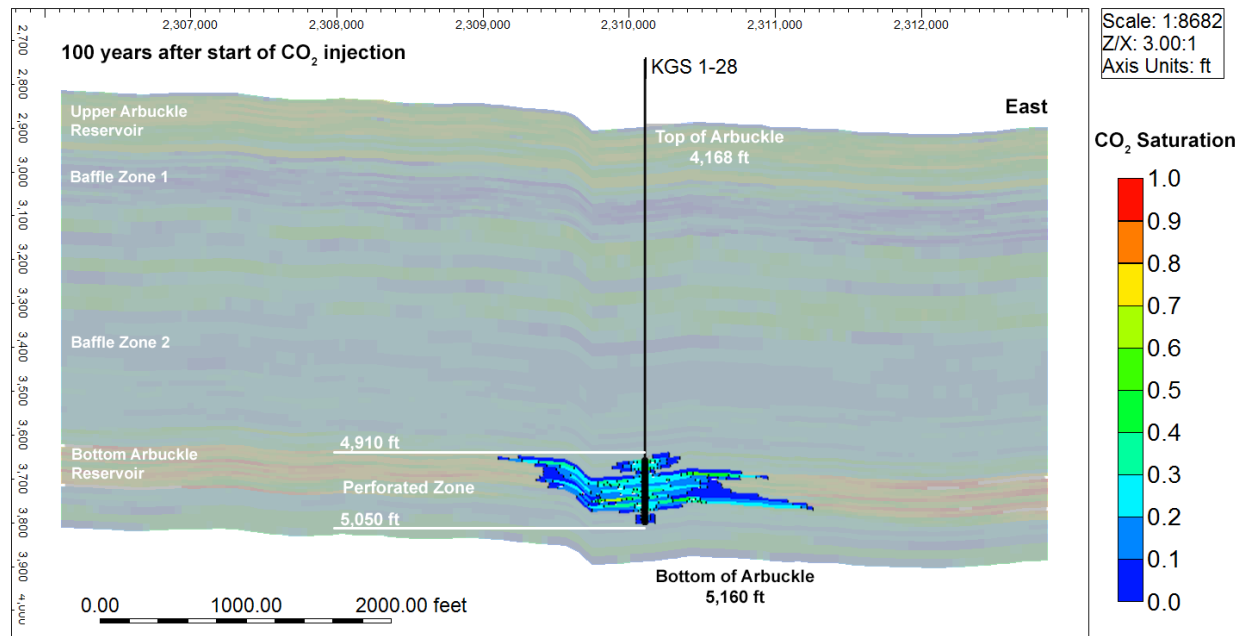 2,307,000 2,308,000 2,309,000 2,310,000 2,311,000 2,312,000
Scale: 1:8682
Z/X: 3.00:1
Axis Units: ft
100 years after start of CO₂ injection
KGS 1-28
East
Upper Arbuckle
Reservoir
Top of Arbuckle
4,168 ft
Baffle Zone 1
Baffle Zone 2
4,910 ft
Bottom Arbuckle
Reservoir
Perforated Zone
5,050 ft
Bottom of Arbuckle
5,160 ft
0.00 1000.00 2000.00 feet
2,700
2,800
2,900
3,000
3,100
3,200
3,300
3,400
3,500
3,600
3,700
3,800
3,900
4,000
CO₂ Saturation
1.0
0.9
0.8
0.7
0.6
0.5
0.4
0.3
0.2
0.1
0.0